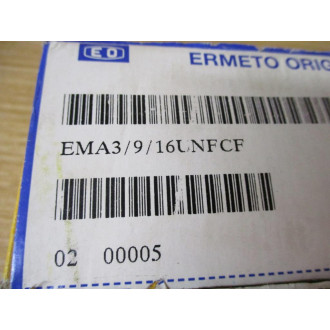 EO
ERMETO ORIG
EMA3/9/16UNFCF
02 00005